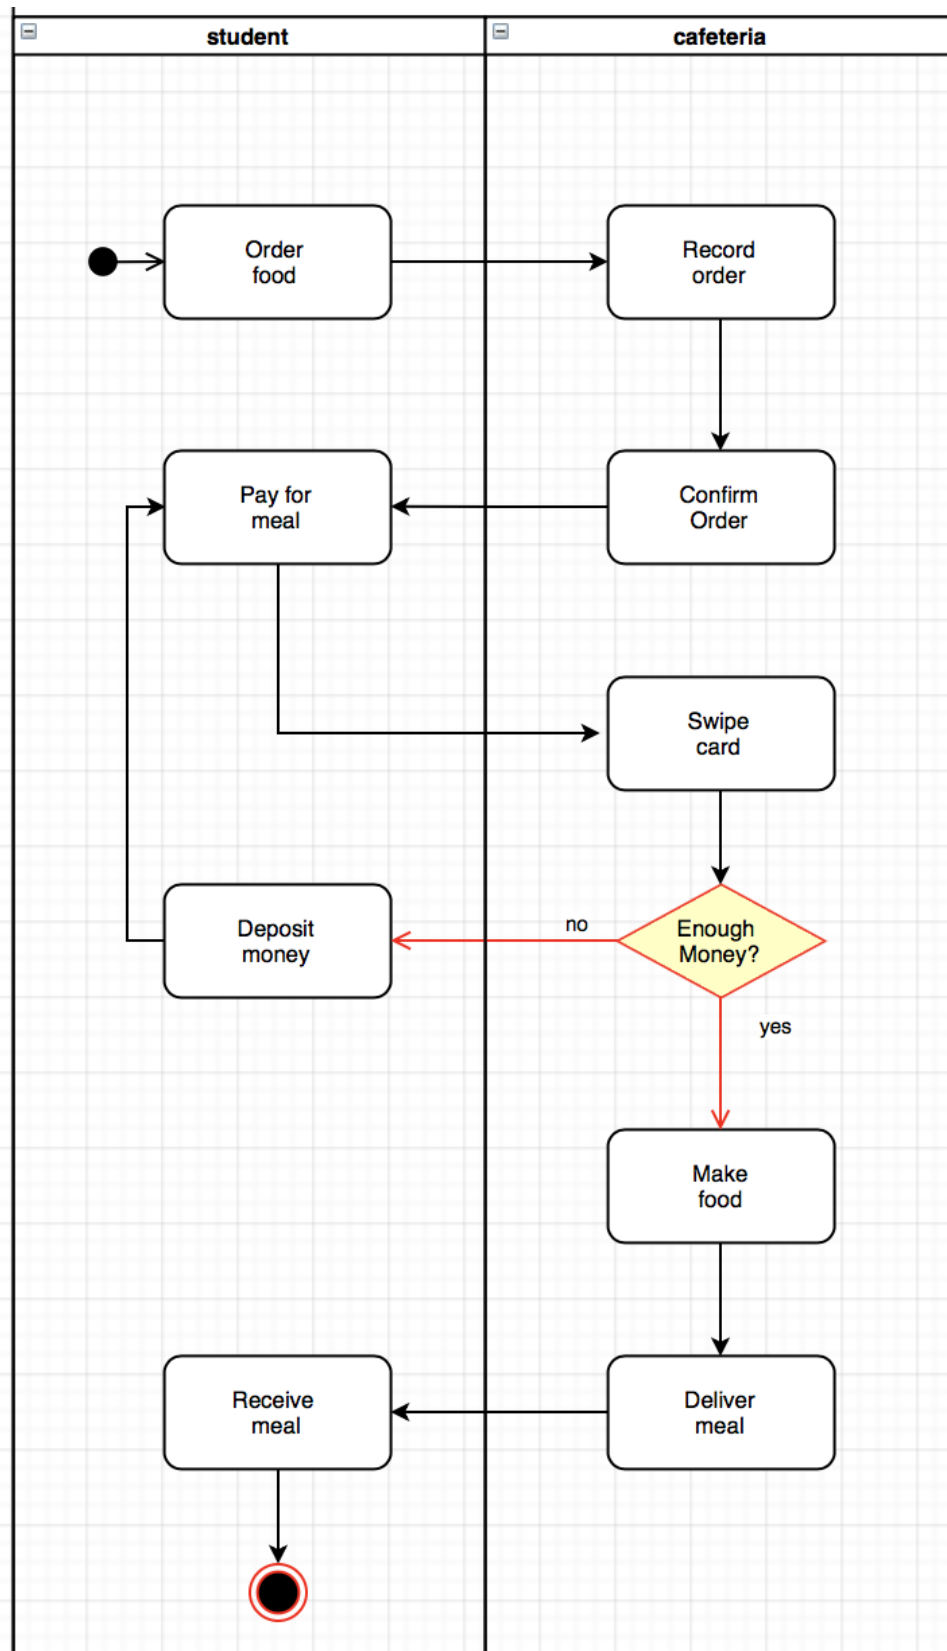 student
cafeteria
Order
food
Record
order
Pay for
meal
Confirm
Order
Swipe
card
Deposit
money
no
Enough
Money?
yes
Make
food
Receive
meal
Deliver
meal